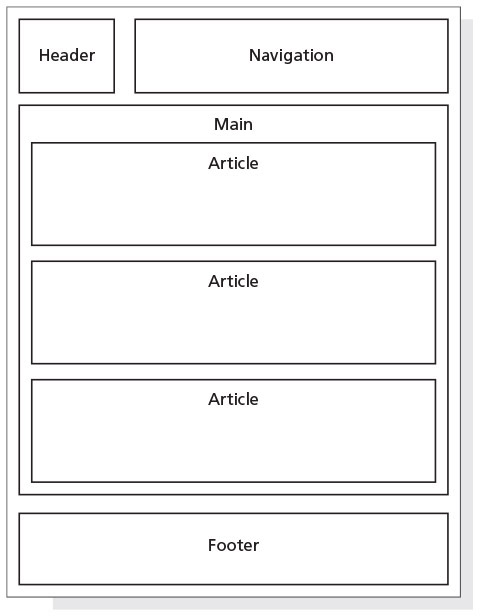 Header
Navigation
Main
Article
Article
Article
Footer